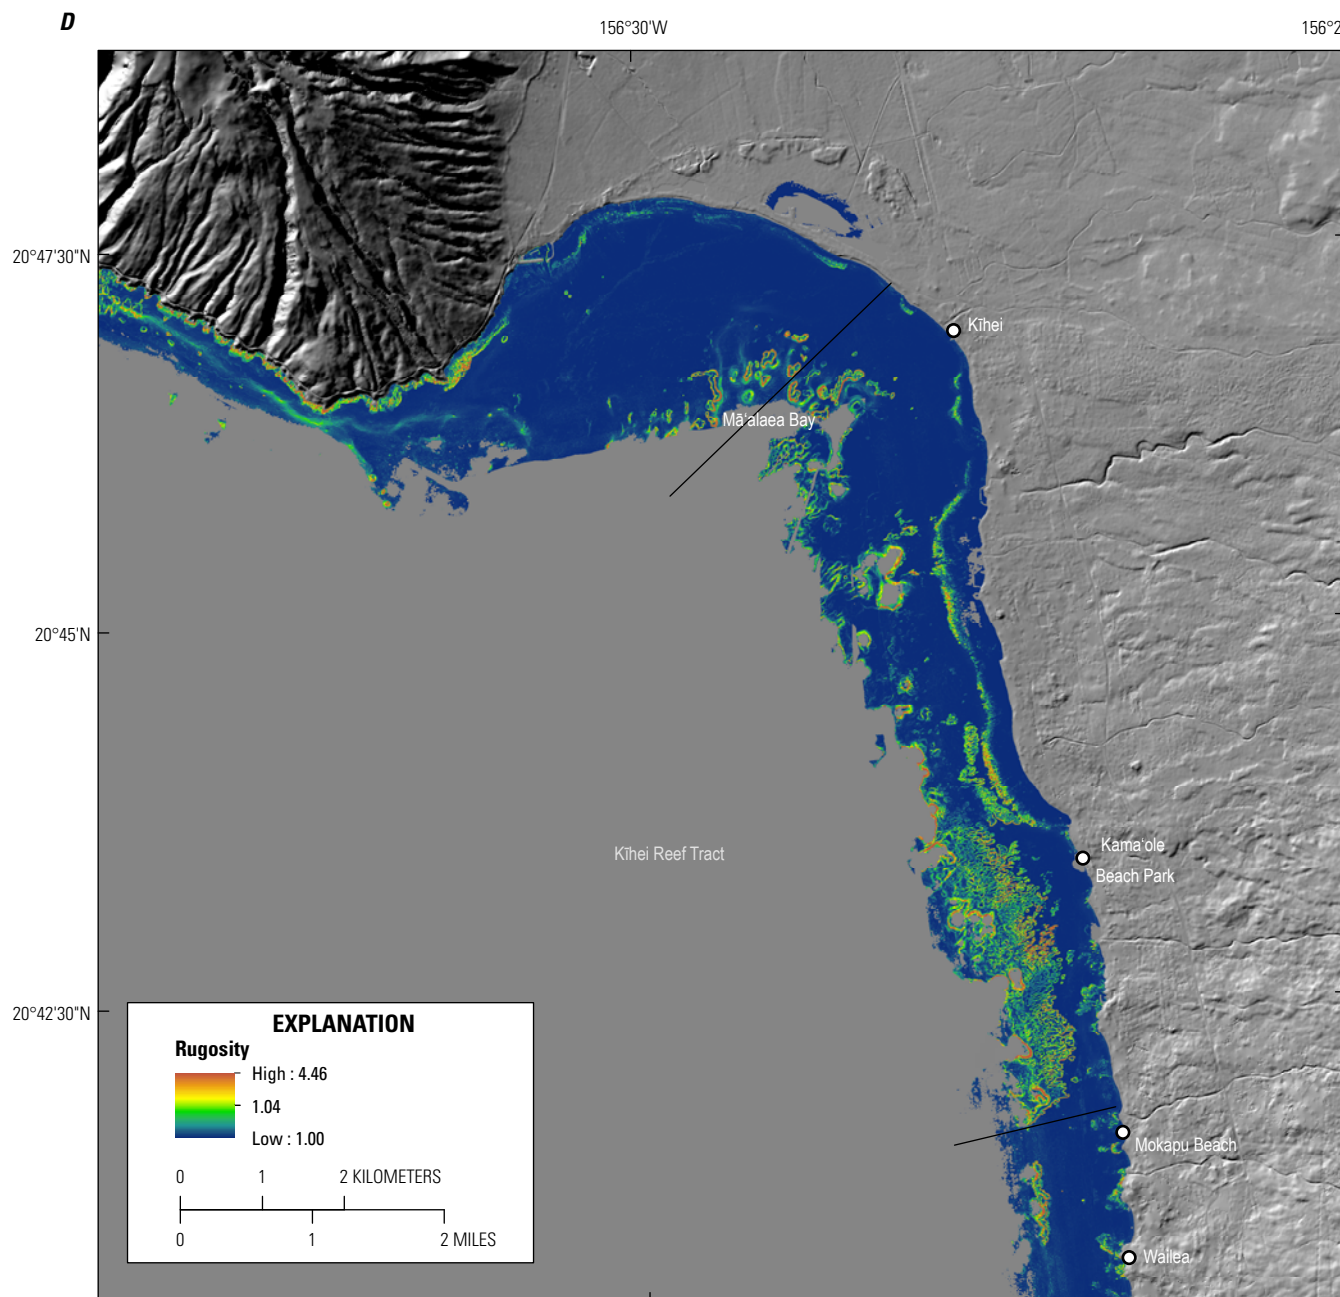 D
156°30'W
156°2
20°47'30"N
Kīhei
Mā‘alaea Bay
20°45'N
Kīhei Reef Tract
Kama‘ole
Beach Park
20°42'30"N
EXPLANATION
Rugosity
High : 4.46
1.04
Low : 1.00
0 1 2 KILOMETERS
0 1 2 MILES
Mokapu Beach
Wailea